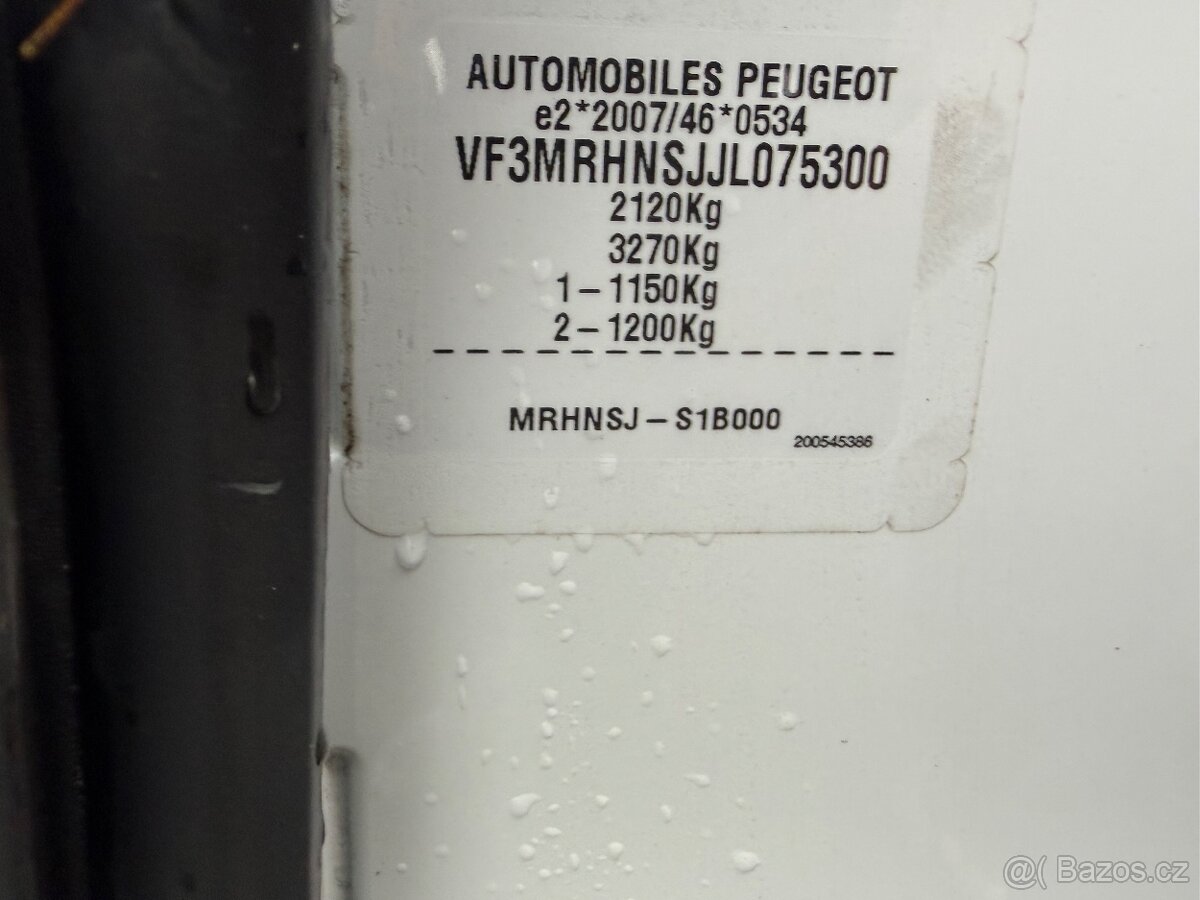 AUTOMOBILES PEUGEOT
e2*2007/46*0534
VF3MRHNSJJL075300
2120Kg
3270Kg
1-1150Kg
2-1200Kg
MRHNSJ-S1B000
200545386
@( Bazos.cz